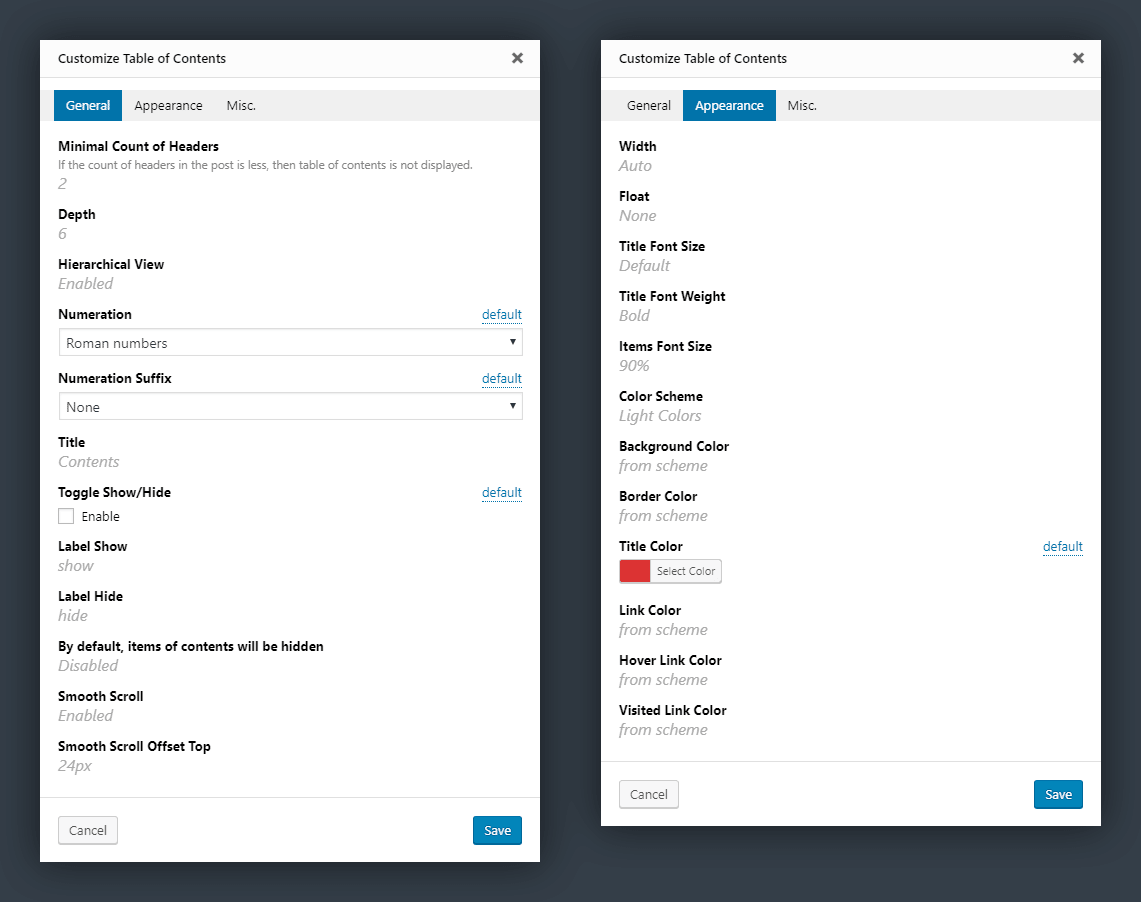 Customize Table of Contents
General Appearance Misc.
Minimal Count of Headers
If the count of headers in the post is less, then table of contents is not displayed.
2
Depth
6
Hierarchical View
Enabled
Numeration default
Roman numbers
Numeration Suffix default
None
Title
Contents
Toggle Show/Hide default
Enable
Label Show
show
Label Hide
hide
By default, items of contents will be hidden
Disabled
Smooth Scroll
Enabled
Smooth Scroll Offset Top
24px
Cancel Save
Customize Table of Contents
General Appearance Misc.
Width
Auto
Float
None
Title Font Size
Default
Title Font Weight
Bold
Items Font Size
90%
Color Scheme
Light Colors
Background Color
from scheme
Border Color
from scheme
Title Color default
Select Color
Link Color
from scheme
Hover Link Color
from scheme
Visited Link Color
from scheme
Cancel Save